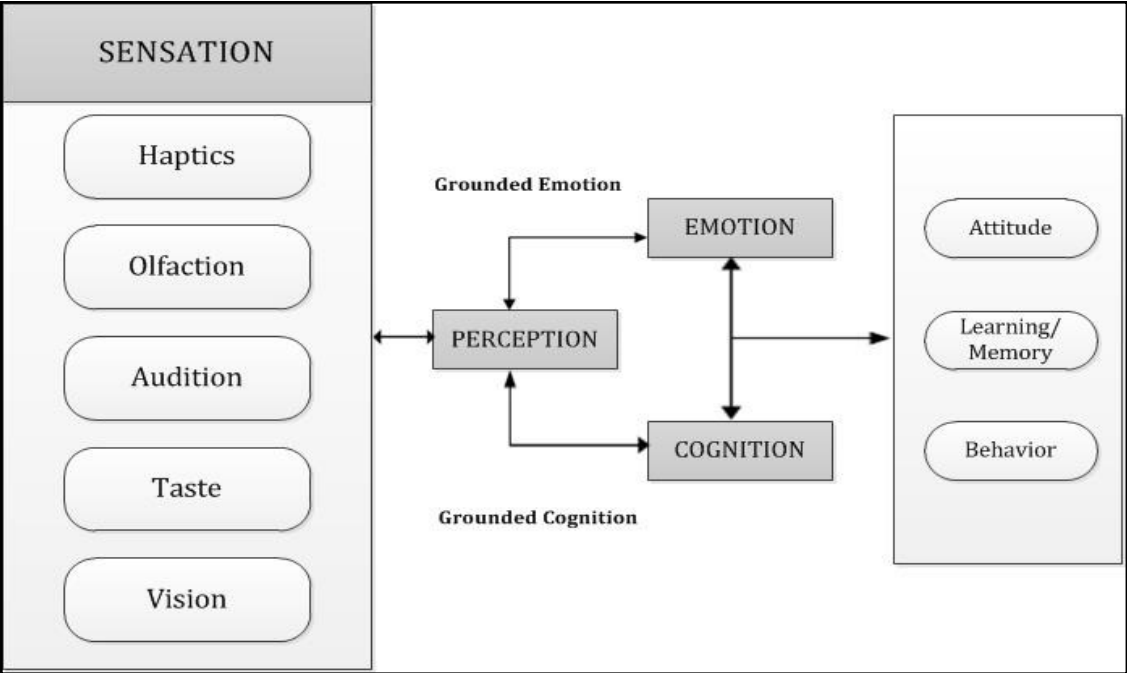 SENSATION
Haptics
Olfaction
Audition
Taste
Vision
Grounded Emotion
EMOTION
PERCEPTION
COGNITION
Grounded Cognition
Attitude
Learning/
Memory
Behavior